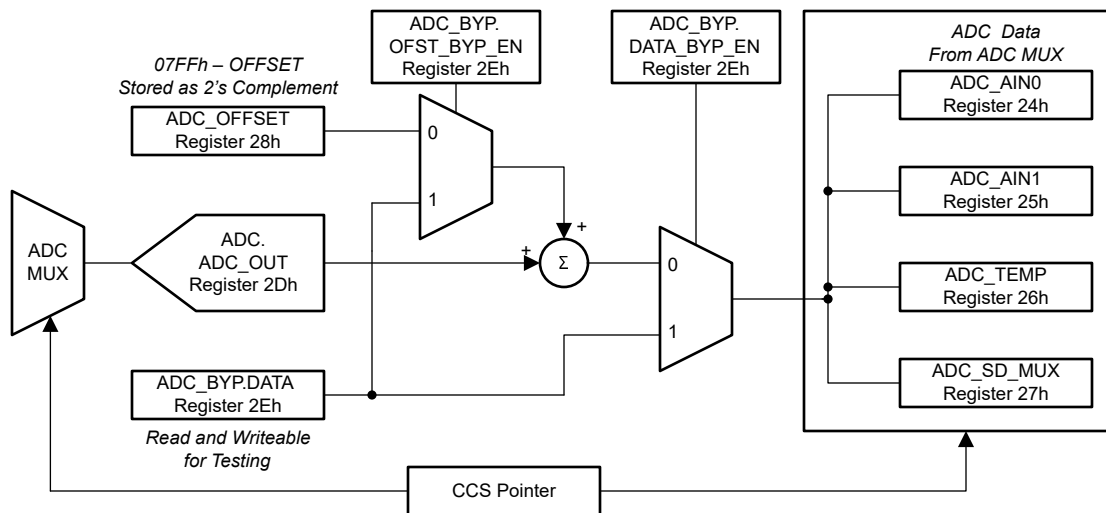 ADC_BYP.
OFST_BYP_EN
Register 2Eh
ADC_BYP.
DATA_BYP_EN
Register 2Eh
ADC Data
From ADC MUX
07FFh – OFFSET
Stored as 2's Complement
ADC_OFFSET
Register 28h
0
1
ADC_AIN0
Register 24h
ADC_AIN1
Register 25h
ADC
MUX
ADC.
ADC_OUT
Register 2Dh
+
+
Σ
0
1
ADC_TEMP
Register 26h
ADC_SD_MUX
Register 27h
ADC_BYP.DATA
Register 2Eh
Read and Writeable
for Testing
CCS Pointer